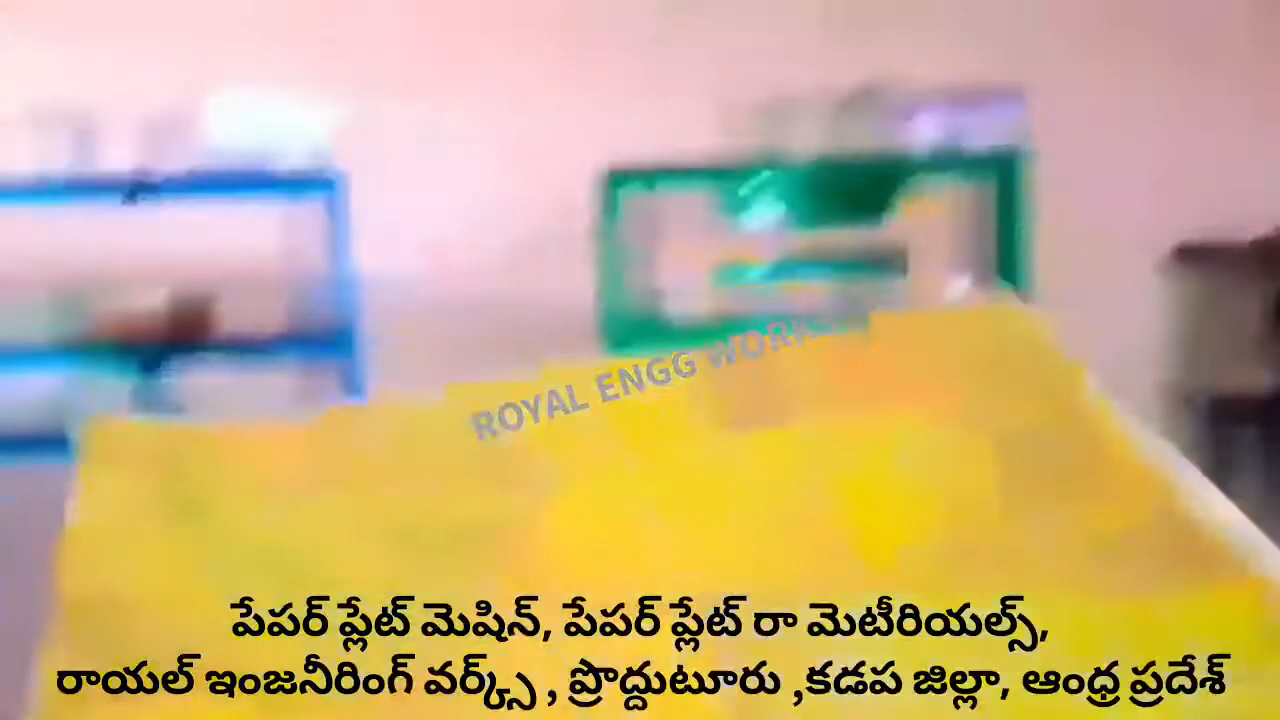 ROYAL ENGG WORKS
పేపర్ ప్లేట్ మెషిన్, పేపర్ ప్లేట్ రా మెటీరియల్స్,
రాయల్ ఇంజనీరింగ్ వర్క్స్ , ప్రొద్దుటూరు ,కడప జిల్లా, ఆంధ్ర ప్రదేశ్